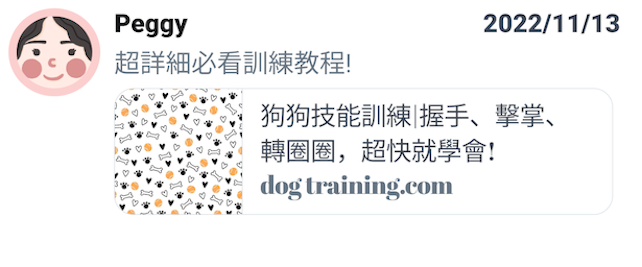 Peggy 2022/11/13
超詳細必看訓練教程!
狗狗技能訓練|握手、擊掌、
轉圈圈，超快就學會!
dog training.com